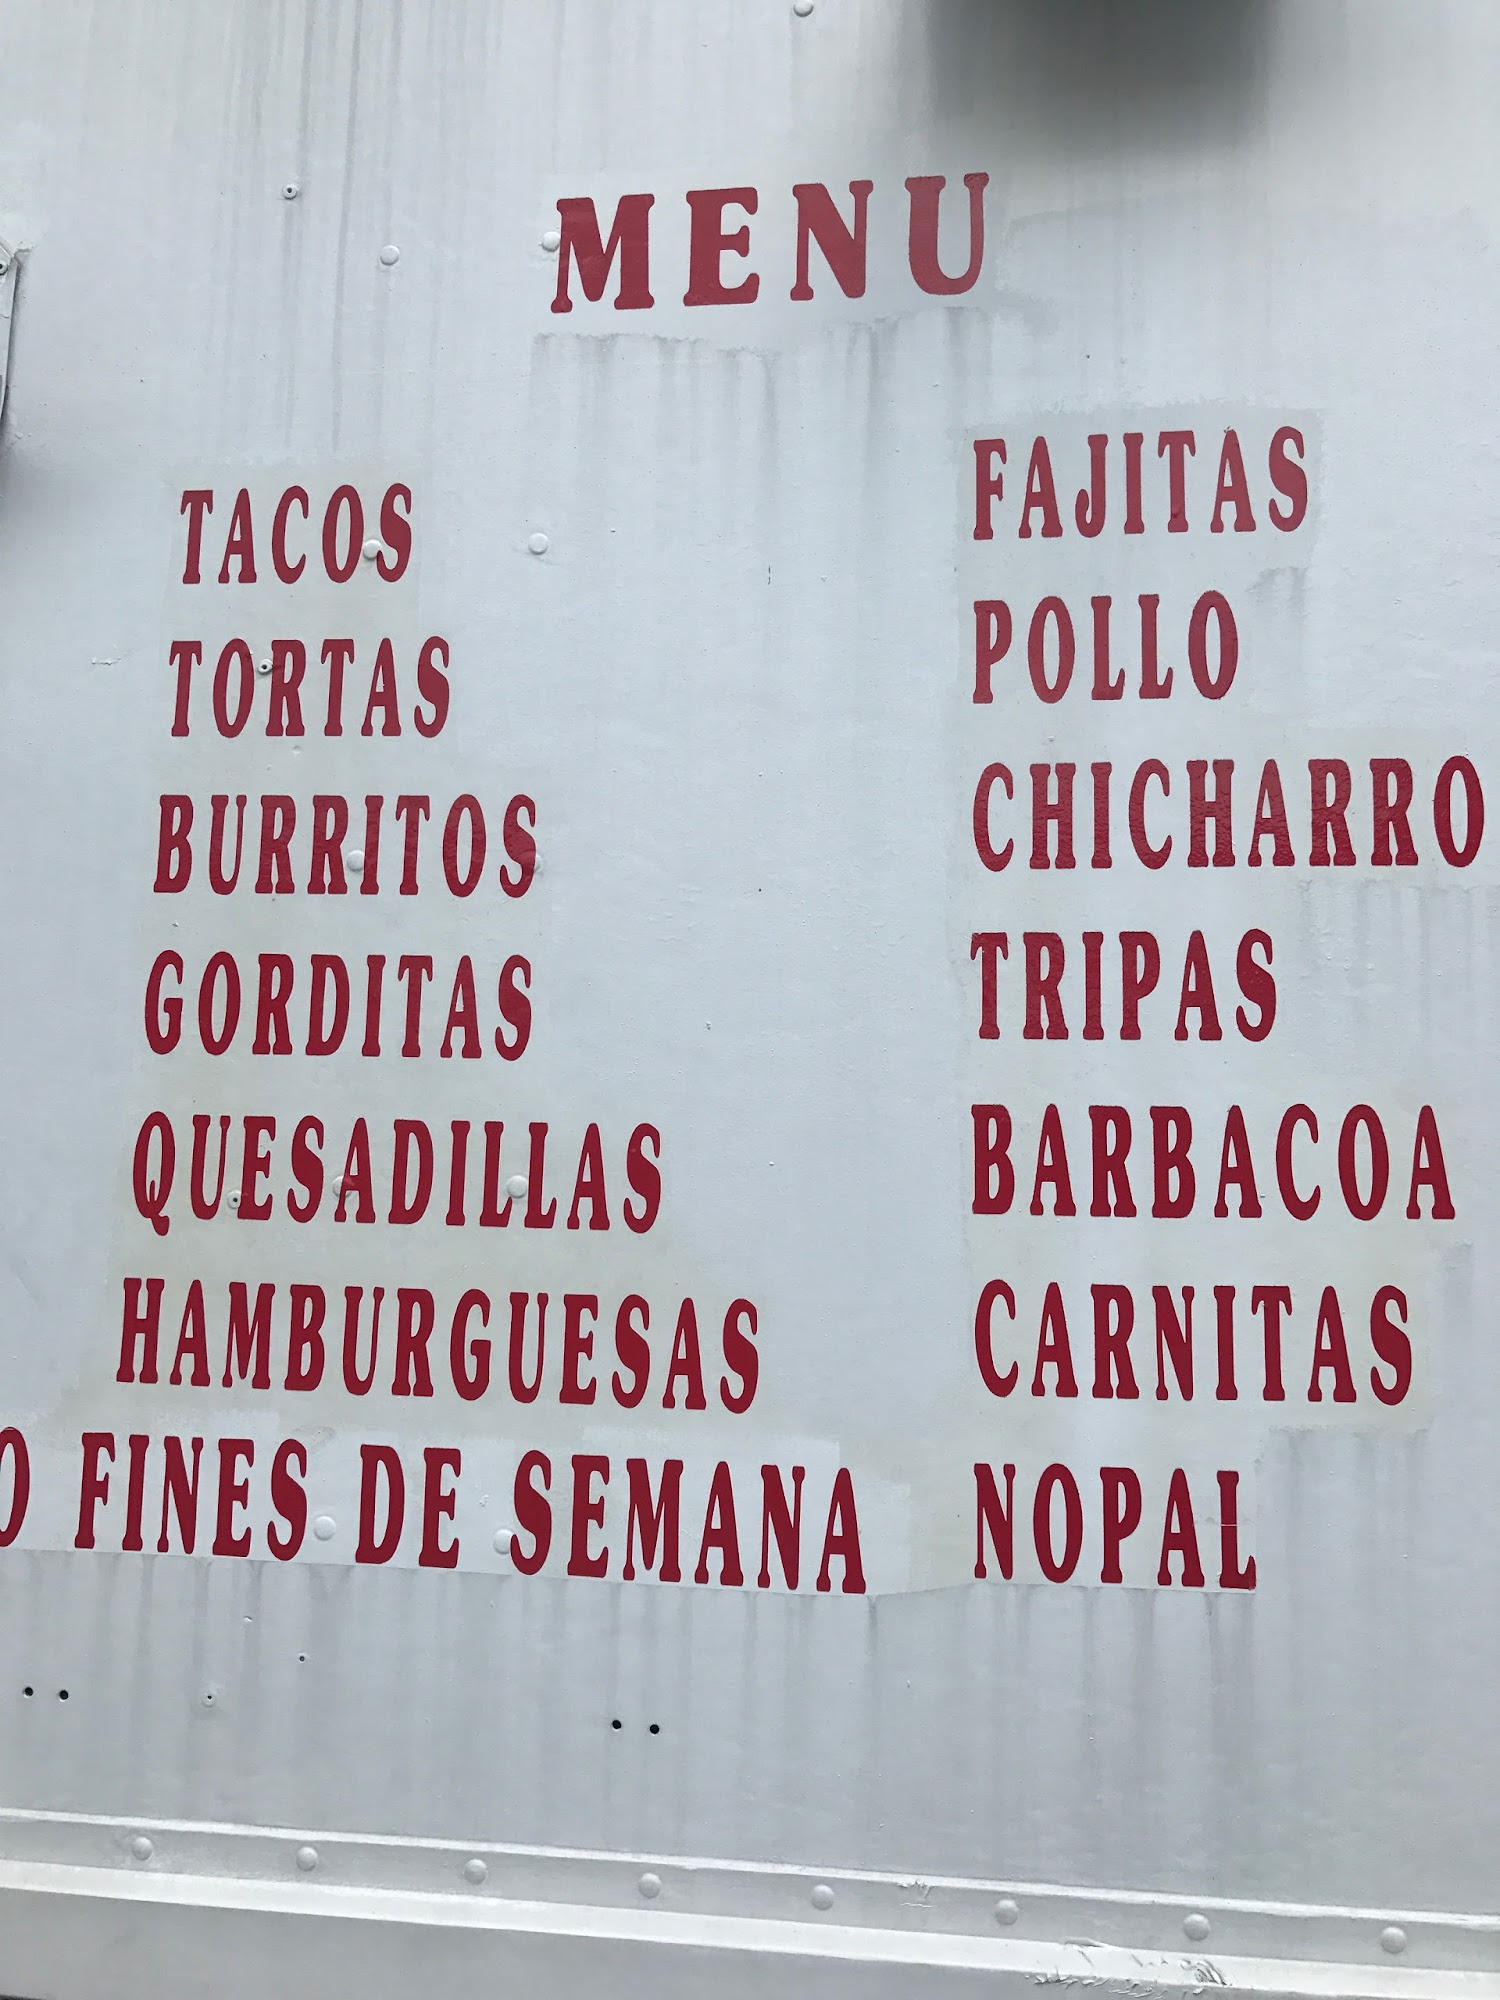 MENU
TACOS
TORTAS
BURRITOS
GORDITAS
QUESADILLAS
HAMBURGUESAS
O FINES DE SEMANA
FAJITAS
POLLO
CHICHARRO
TRIPAS
BARBACOA
CARNITAS
NOPAL